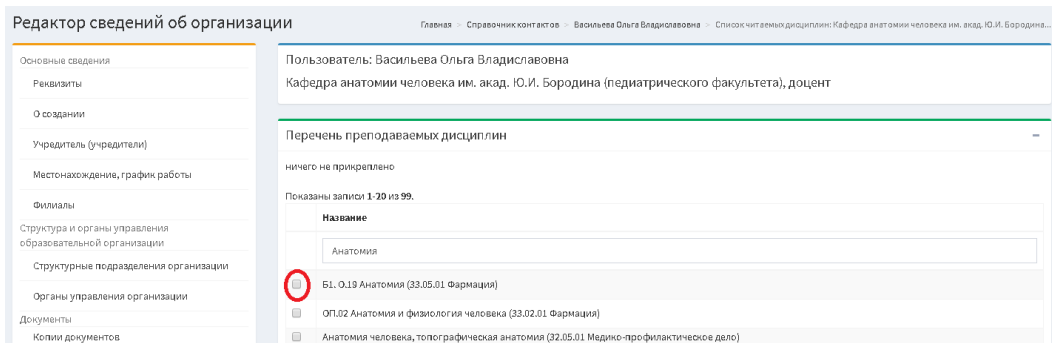 Редактор сведений об организации
Главная > Справочник контактов > Васильева Ольга Владиславовна > Список читаемых дисциплин: Кафедра анатомии человека им. акад. Ю.И. Бородина...
Основные сведения
Реквизиты
О создании
Учредитель (учредители)
Местонахождение, график работы
Филиалы
Структура и органы управления
образовательной организации
Структурные подразделения организации
Органы управления организации
Документы
Копии документов
Пользователь: Васильева Ольга Владиславовна
Кафедра анатомии человека им. акад. Ю.И. Бородина (педиатрического факультета), доцент
Перечень преподаваемых дисциплин
ничего не прикреплено
Показаны записи 1-20 из 99.
Название
Анатомия
Б1. О.19 Анатомия (33.05.01 Фармация)
ОП.02 Анатомия и физиология человека (33.02.01 Фармация)
Анатомия человека, топографическая анатомия (32.05.01 Медико-профилактическое дело)